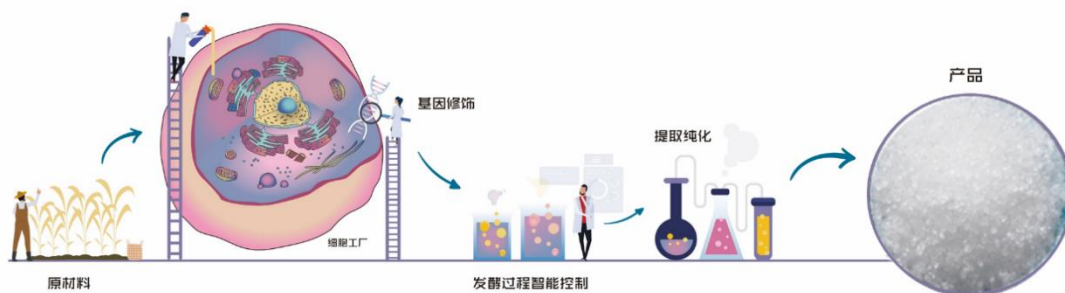 原材料
细胞工厂
基因修饰
发酵过程智能控制
提取纯化
产品